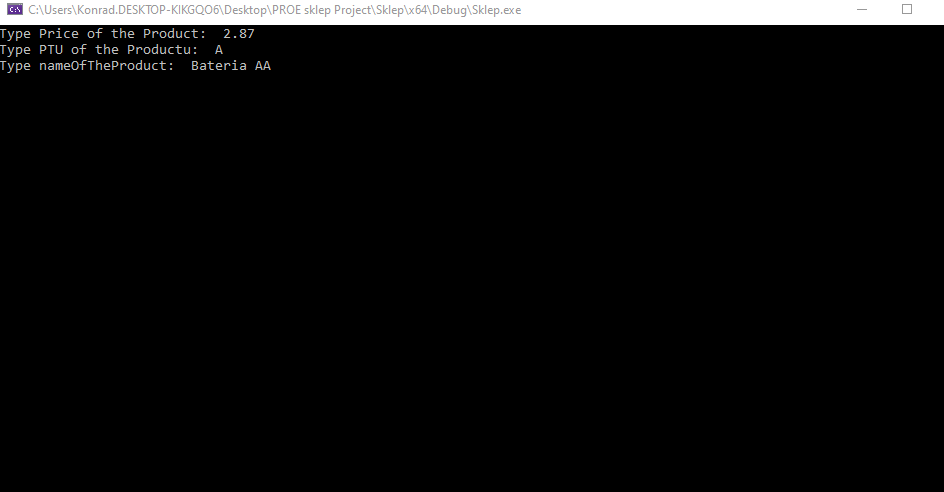 C:\Users\Konrad.DESKTOP-KIKGQO6\Desktop\PROE sklep Project\Sklep\x64\Debug\Sklep.exe
Type Price of the Product:  2.87
Type PTU of the Productu:  A
Type nameOfTheProduct:  Bateria AA